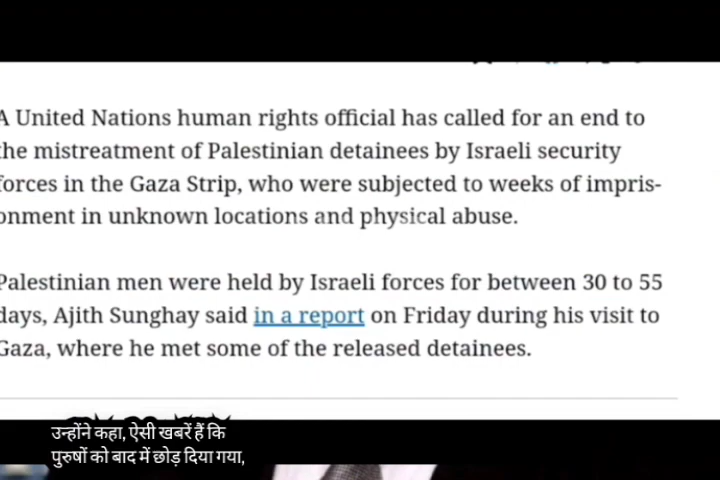 A United Nations human rights official has called for an end to
the mistreatment of Palestinian detainees by Israeli security
forces in the Gaza Strip, who were subjected to weeks of impris-
onment in unknown locations and physical abuse.
Palestinian men were held by Israeli forces for between 30 to 55
days, Ajith Sunghay said in a report on Friday during his visit to
Gaza, where he met some of the released detainees.
उन्होंने कहा, ऐसी खबरें हैं कि
पुरुषों को बाद में छोड़ दिया गया,